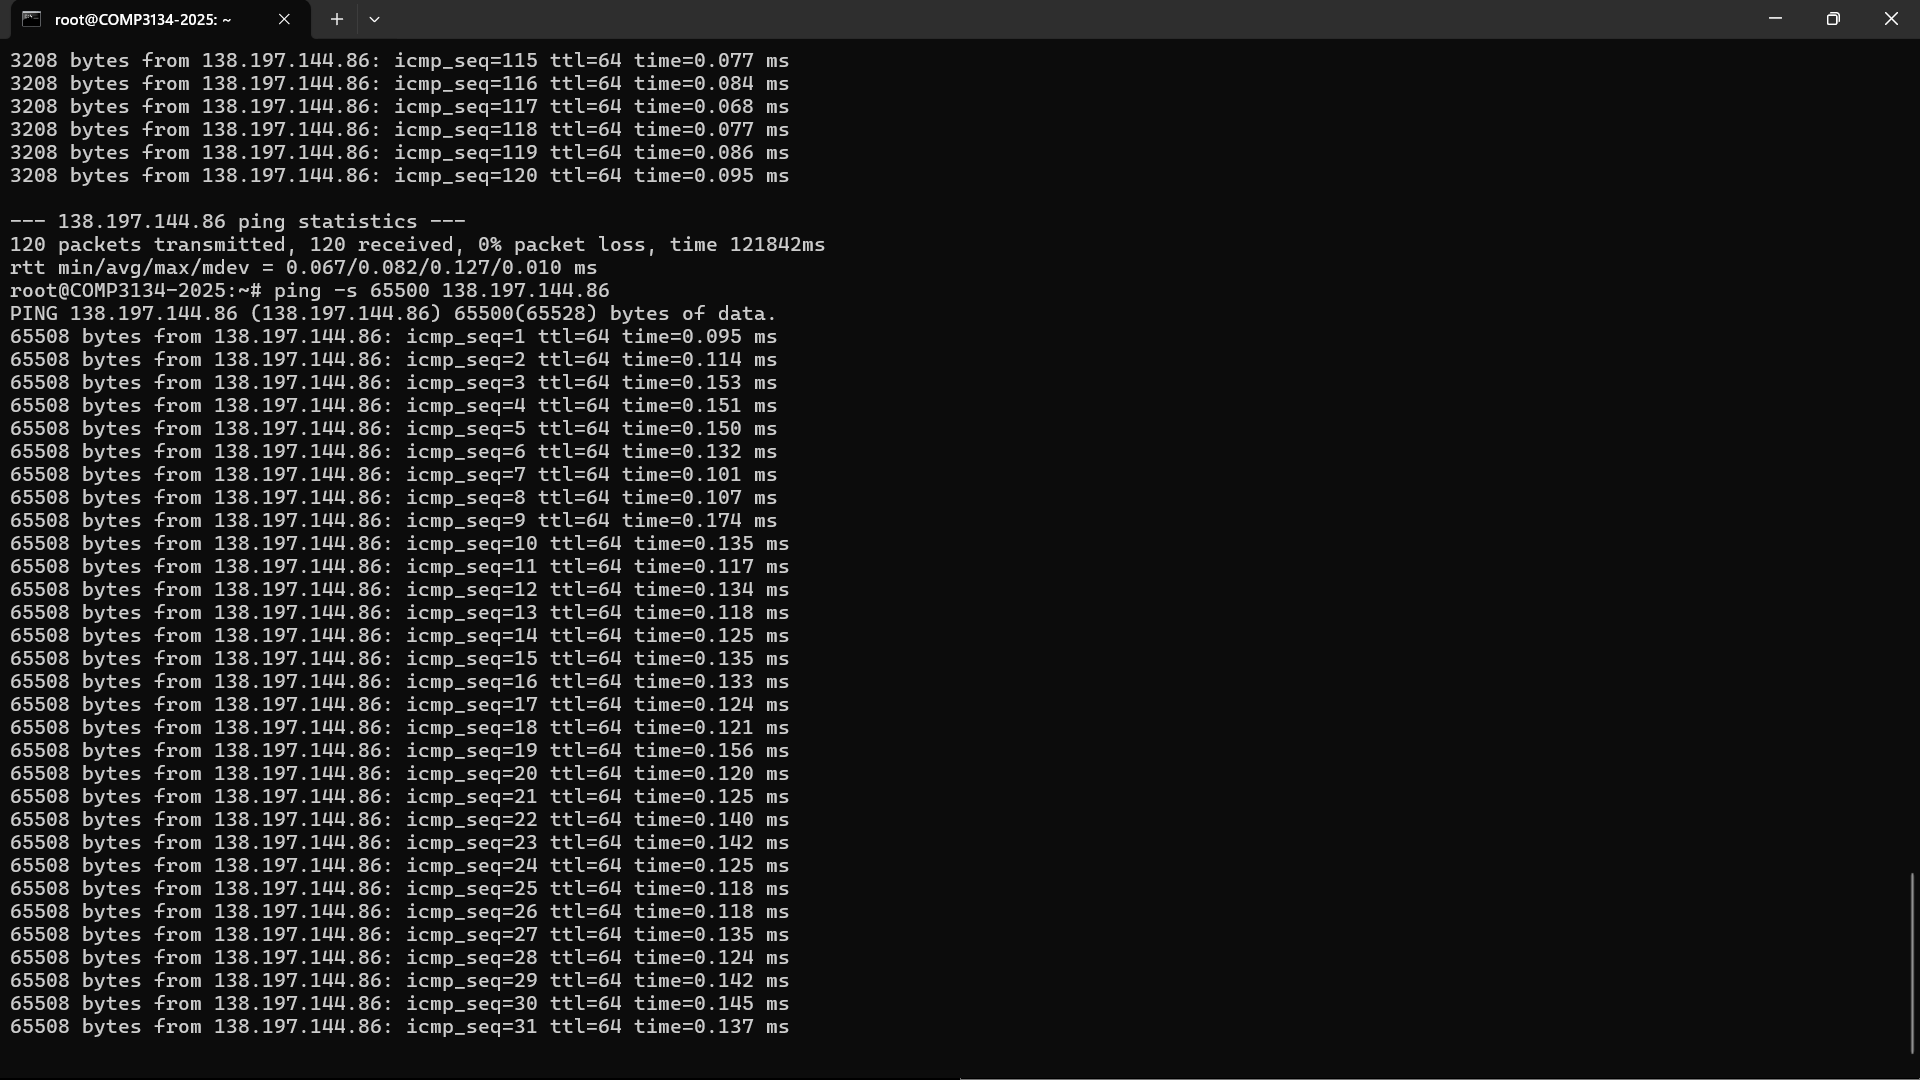 root@COMP3134-2025: ~
3208 bytes from 138.197.144.86: icmp_seq=115 ttl=64 time=0.077 ms
3208 bytes from 138.197.144.86: icmp_seq=116 ttl=64 time=0.084 ms
3208 bytes from 138.197.144.86: icmp_seq=117 ttl=64 time=0.068 ms
3208 bytes from 138.197.144.86: icmp_seq=118 ttl=64 time=0.077 ms
3208 bytes from 138.197.144.86: icmp_seq=119 ttl=64 time=0.086 ms
3208 bytes from 138.197.144.86: icmp_seq=120 ttl=64 time=0.095 ms
--- 138.197.144.86 ping statistics ---
120 packets transmitted, 120 received, 0% packet loss, time 121842ms
rtt min/avg/max/mdev = 0.067/0.082/0.127/0.010 ms
root@COMP3134-2025:~# ping -s 65500 138.197.144.86
PING 138.197.144.86 (138.197.144.86) 65500(65528) bytes of data.
65508 bytes from 138.197.144.86: icmp_seq=1 ttl=64 time=0.095 ms
65508 bytes from 138.197.144.86: icmp_seq=2 ttl=64 time=0.114 ms
65508 bytes from 138.197.144.86: icmp_seq=3 ttl=64 time=0.153 ms
65508 bytes from 138.197.144.86: icmp_seq=4 ttl=64 time=0.151 ms
65508 bytes from 138.197.144.86: icmp_seq=5 ttl=64 time=0.150 ms
65508 bytes from 138.197.144.86: icmp_seq=6 ttl=64 time=0.132 ms
65508 bytes from 138.197.144.86: icmp_seq=7 ttl=64 time=0.101 ms
65508 bytes from 138.197.144.86: icmp_seq=8 ttl=64 time=0.107 ms
65508 bytes from 138.197.144.86: icmp_seq=9 ttl=64 time=0.174 ms
65508 bytes from 138.197.144.86: icmp_seq=10 ttl=64 time=0.135 ms
65508 bytes from 138.197.144.86: icmp_seq=11 ttl=64 time=0.117 ms
65508 bytes from 138.197.144.86: icmp_seq=12 ttl=64 time=0.134 ms
65508 bytes from 138.197.144.86: icmp_seq=13 ttl=64 time=0.118 ms
65508 bytes from 138.197.144.86: icmp_seq=14 ttl=64 time=0.125 ms
65508 bytes from 138.197.144.86: icmp_seq=15 ttl=64 time=0.135 ms
65508 bytes from 138.197.144.86: icmp_seq=16 ttl=64 time=0.133 ms
65508 bytes from 138.197.144.86: icmp_seq=17 ttl=64 time=0.124 ms
65508 bytes from 138.197.144.86: icmp_seq=18 ttl=64 time=0.121 ms
65508 bytes from 138.197.144.86: icmp_seq=19 ttl=64 time=0.156 ms
65508 bytes from 138.197.144.86: icmp_seq=20 ttl=64 time=0.120 ms
65508 bytes from 138.197.144.86: icmp_seq=21 ttl=64 time=0.125 ms
65508 bytes from 138.197.144.86: icmp_seq=22 ttl=64 time=0.140 ms
65508 bytes from 138.197.144.86: icmp_seq=23 ttl=64 time=0.142 ms
65508 bytes from 138.197.144.86: icmp_seq=24 ttl=64 time=0.125 ms
65508 bytes from 138.197.144.86: icmp_seq=25 ttl=64 time=0.118 ms
65508 bytes from 138.197.144.86: icmp_seq=26 ttl=64 time=0.118 ms
65508 bytes from 138.197.144.86: icmp_seq=27 ttl=64 time=0.135 ms
65508 bytes from 138.197.144.86: icmp_seq=28 ttl=64 time=0.124 ms
65508 bytes from 138.197.144.86: icmp_seq=29 ttl=64 time=0.142 ms
65508 bytes from 138.197.144.86: icmp_seq=30 ttl=64 time=0.145 ms
65508 bytes from 138.197.144.86: icmp_seq=31 ttl=64 time=0.137 ms